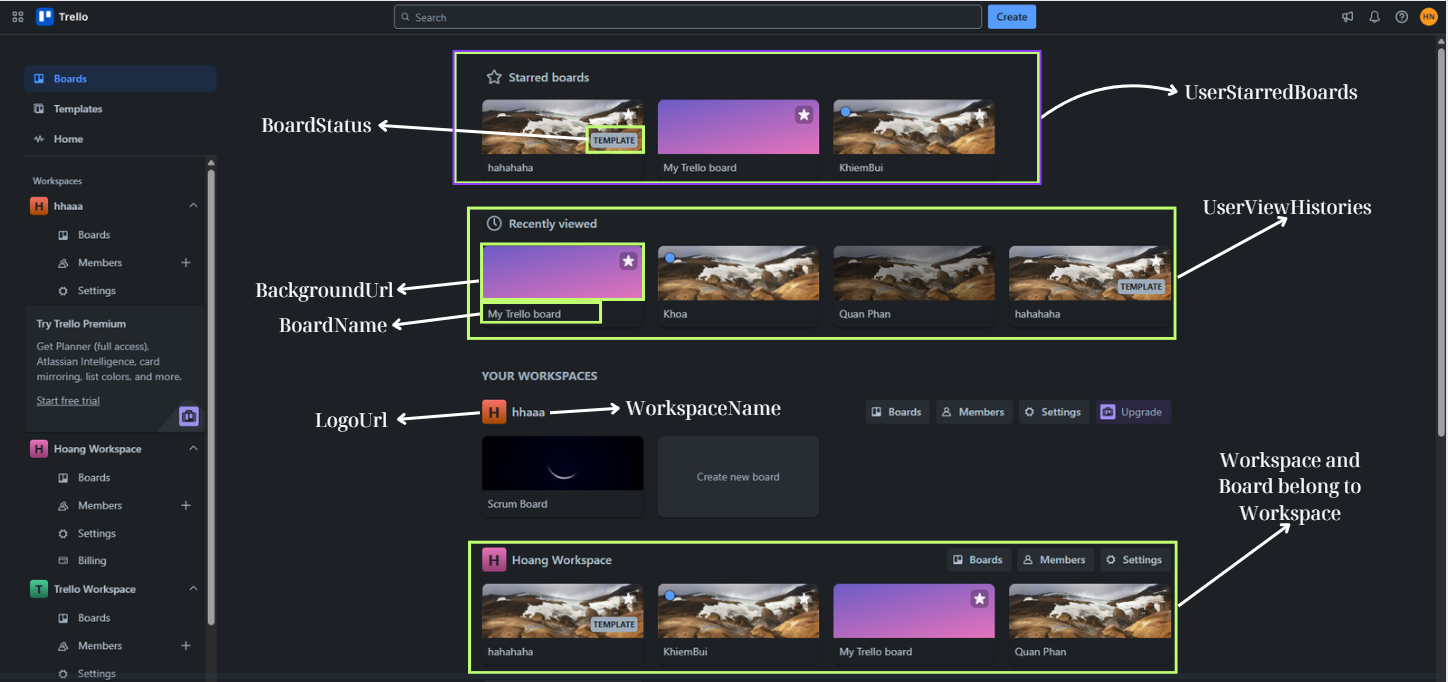 Trello
Search
Create
HN
Boards
Templates
Home
Workspaces
H hhaaa
Boards
Members +
Settings
Try Trello Premium
Get Planner (full access),
Atlassian Intelligence, card
mirroring, list colors, and more.
Start free trial
H Hoang Workspace
Boards
Members +
Settings
Billing
T Trello Workspace
Boards
Members +
Settings
Starred boards
TEMPLATE
hahahaha
My Trello board
KhiemBui
BoardStatus
UserStarredBoards
Recently viewed
TEMPLATE
My Trello board
Khoa
Quan Phan
hahahaha
UserViewHistories
BackgroundUrl
BoardName
YOUR WORKSPACES
H hhaaa
Boards
Members
Settings
Upgrade
LogoUrl
WorkspaceName
Scrum Board
Create new board
Workspace and
Board belong to
Workspace
H Hoang Workspace
Boards
Members
Settings
TEMPLATE
hahahaha
KhiemBui
My Trello board
Quan Phan